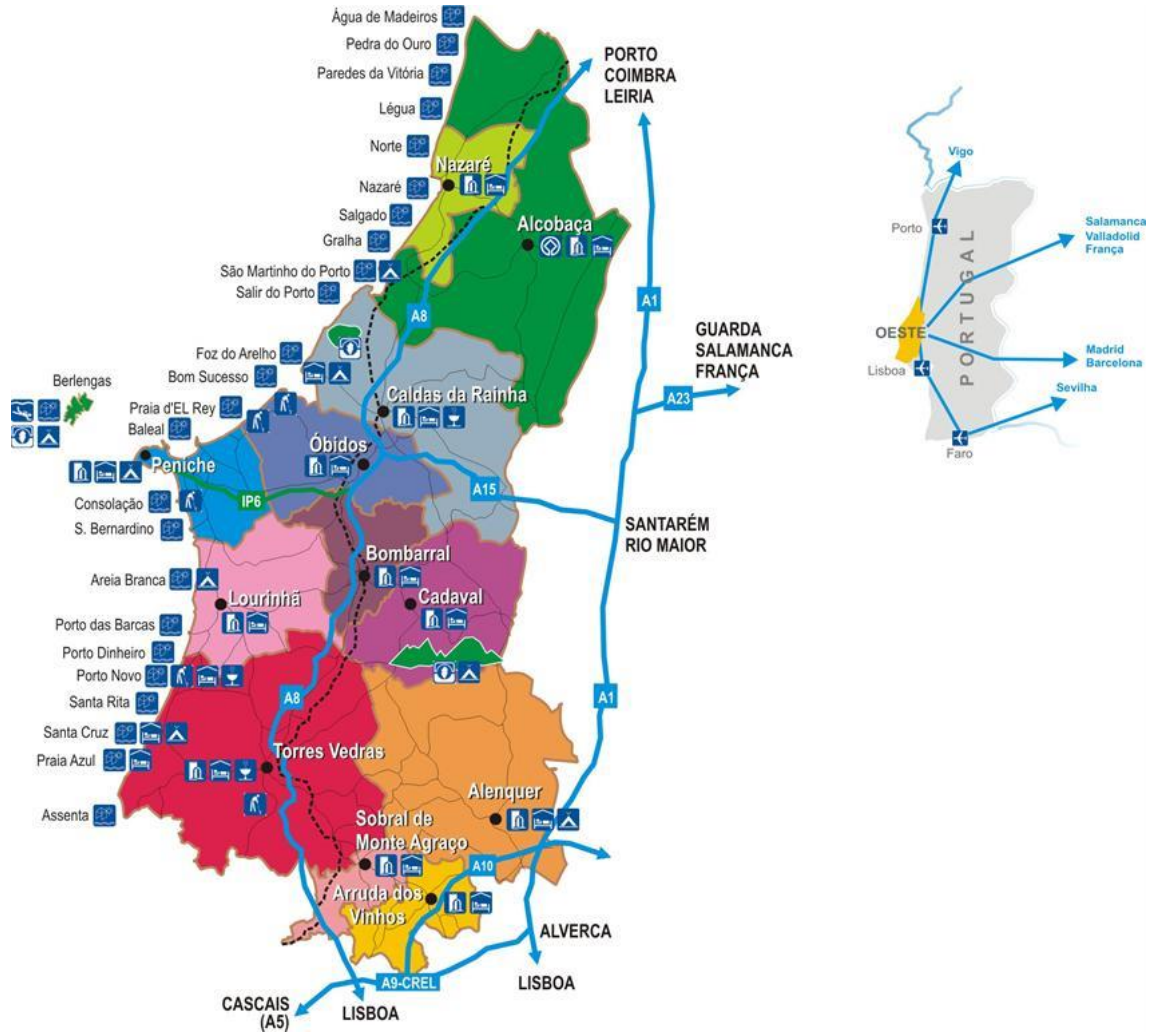 Água de Madeiros
Pedra do Ouro
Paredes da Vitória
Légua
Norte
Nazaré
Salgado
Gralha
São Martinho do Porto
Salir do Porto
Foz do Arelho
Bom Sucesso
Praia d'EL Rey
Baleal
Berlengas
Consolação
S. Bernardino
Areia Branca
Porto das Barcas
Porto Dinheiro
Porto Novo
Santa Rita
Santa Cruz
Praia Azul
Assenta
Nazaré
Alcobaça
Caldas da Rainha
Óbidos
Peniche
Bombarral
Cadaval
Lourinhã
Torres Vedras
Alenquer
Sobral de
Monte Agraço
Arruda dos
Vinhos
A8
IP6
A15
A8
A10
A9-CREL
A1
A23
A1
PORTO
COIMBRA
LEIRIA
GUARDA
SALAMANCA
FRANÇA
SANTARÉM
RIO MAIOR
ALVERCA
LISBOA
LISBOA
CASCAIS
(A5)
Vigo
Porto
Salamanca
Valladolid
França
PORTUGAL
OESTE
Lisboa
Madrid
Barcelona
Sevilha
Faro